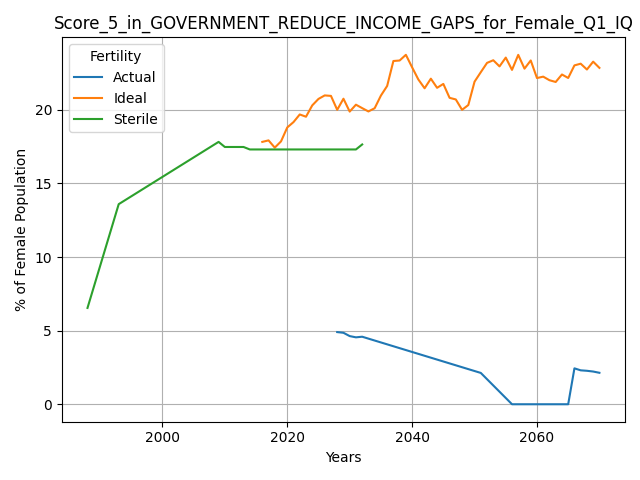 Score_5_in_GOVERNMENT_REDUCE_INCOME_GAPS_for_Female_Q1_IQ
Fertility
Actual
Ideal
Sterile
% of Female Population
20
15
10
5
0
2000 2020 2040 2060
Years